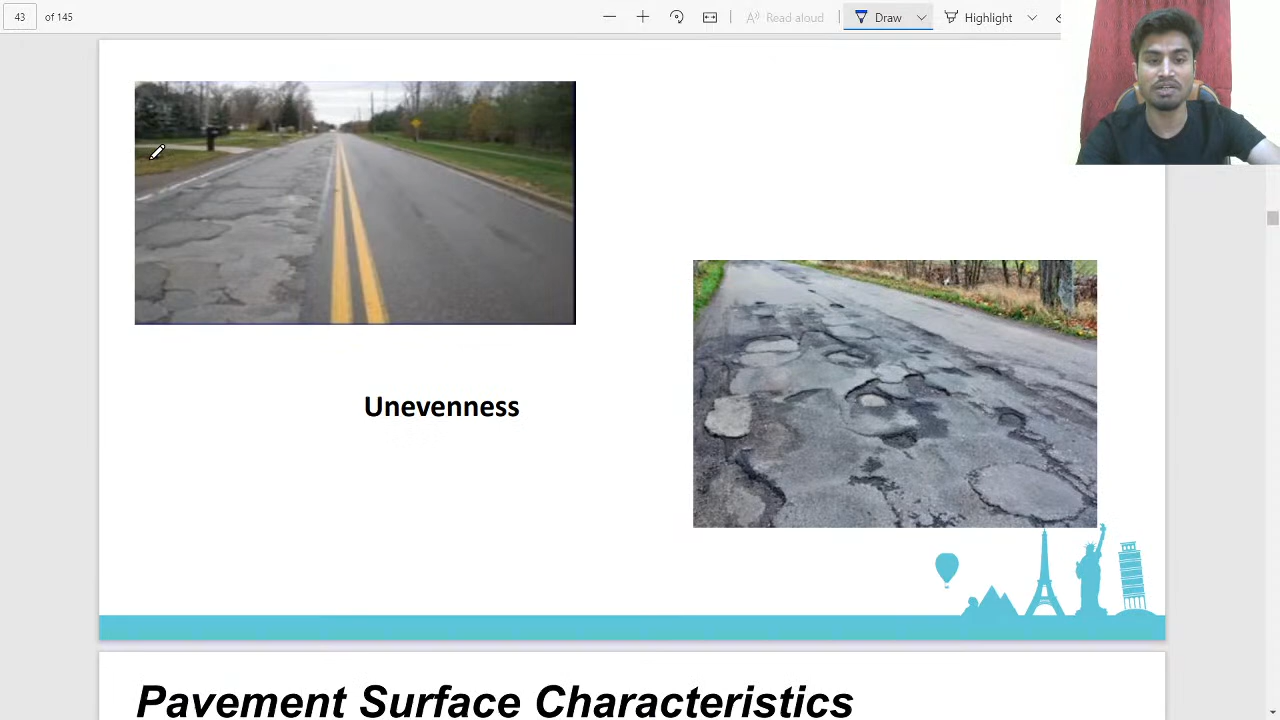 43 of 145
Read aloud
Draw
Highlight
Unevenness
Pavement Surface Characteristics